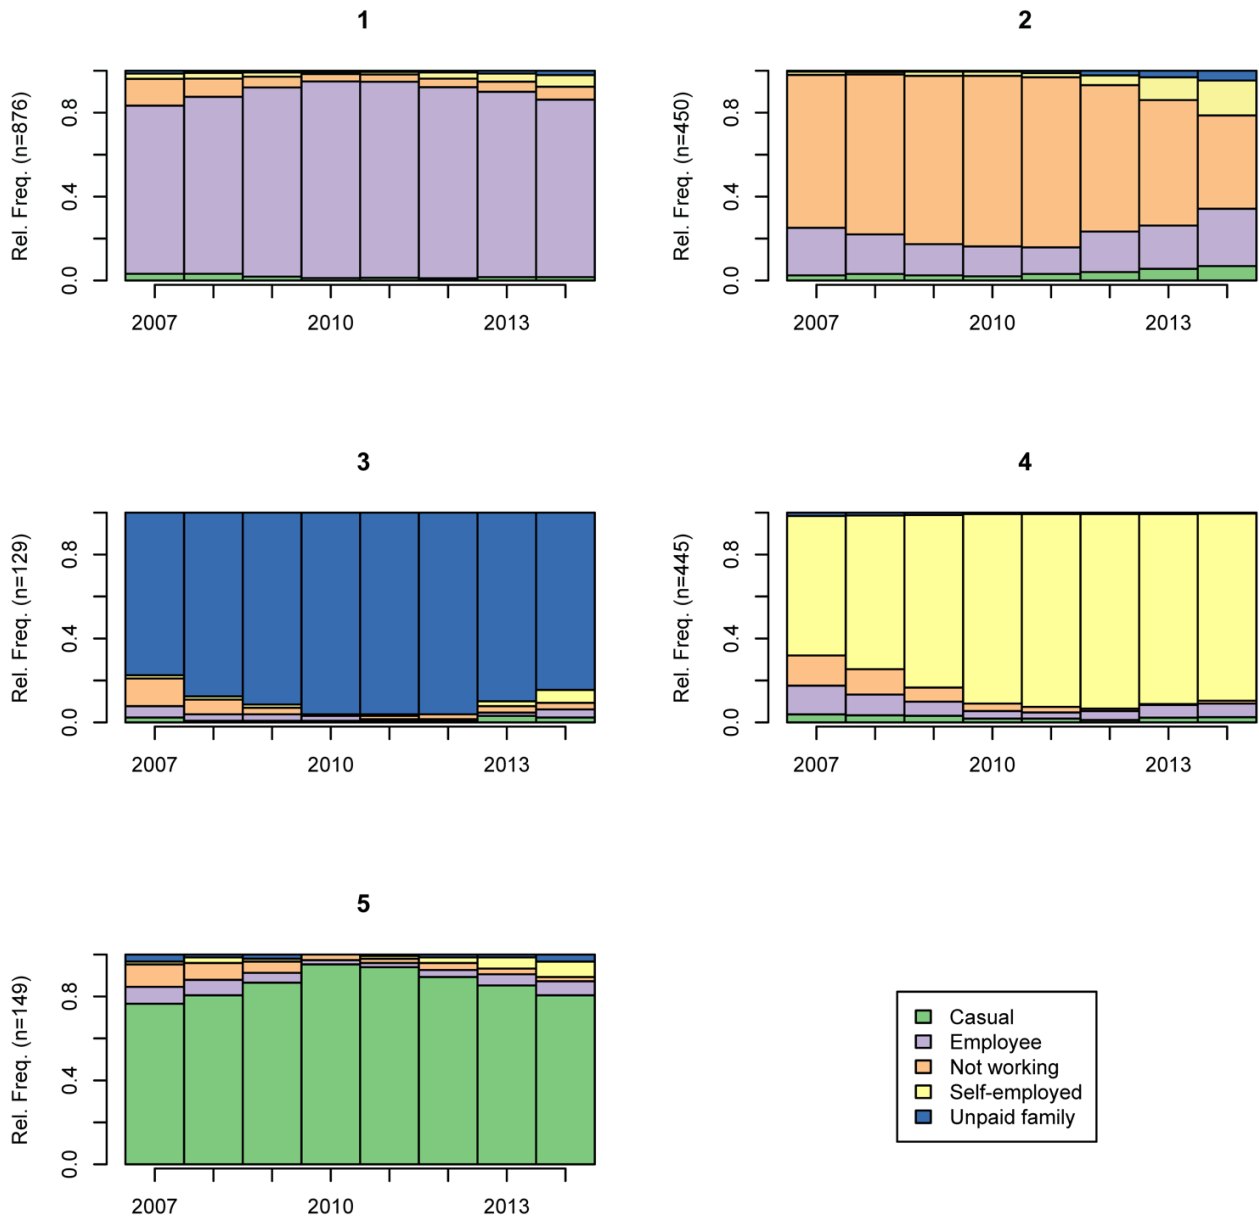 1
Rel. Freq. (n=876)
0.0 0.4 0.8
2007 2010 2013
2
Rel. Freq. (n=450)
0.0 0.4 0.8
2007 2010 2013
3
Rel. Freq. (n=129)
0.0 0.4 0.8
2007 2010 2013
4
Rel. Freq. (n=445)
0.0 0.4 0.8
2007 2010 2013
5
Rel. Freq. (n=149)
0.0 0.4 0.8
2007 2010 2013
Casual
Employee
Not working
Self-employed
Unpaid family